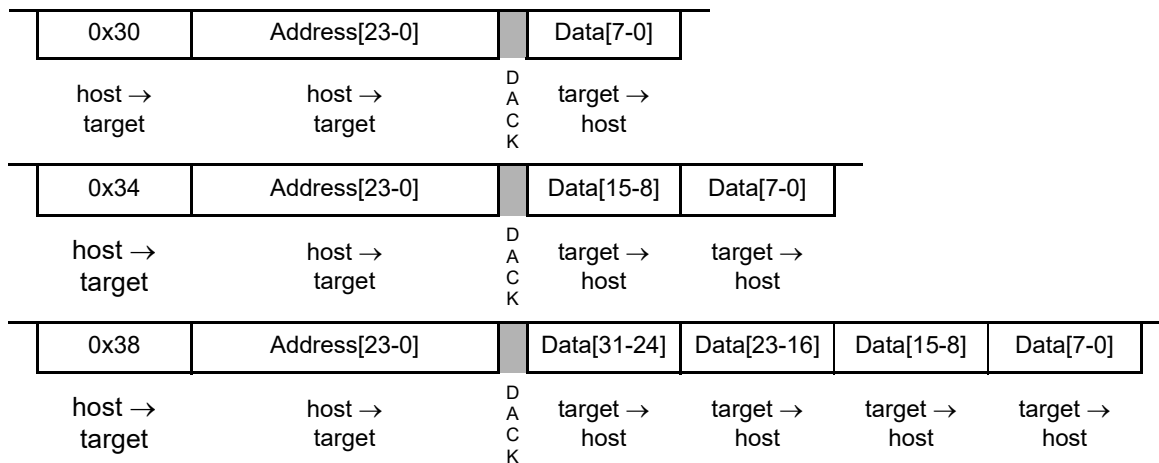 0x30 Address[23-0] Data[7-0]
host → target host → target D A C K target → host
0x34 Address[23-0] Data[15-8] Data[7-0]
host → target host → target D A C K target → host target → host
0x38 Address[23-0] Data[31-24] Data[23-16] Data[15-8] Data[7-0]
host → target host → target D A C K target → host target → host target → host target → host